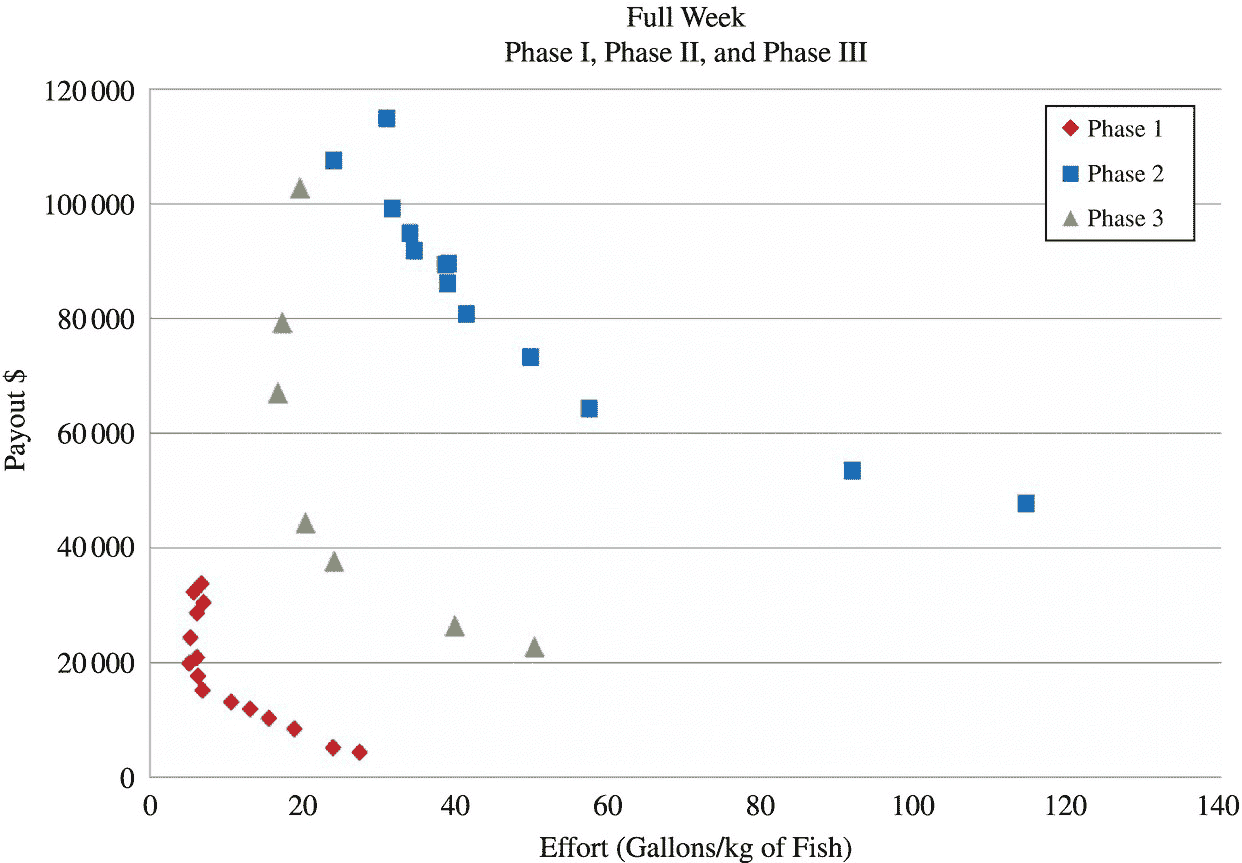 Full Week
Phase I, Phase II, and Phase III
120 000
100 000
80 000
60 000
40 000
20 000
0
Payout $
Phase 1
Phase 2
Phase 3
0 20 40 60 80 100 120 140
Effort (Gallons/kg of Fish)